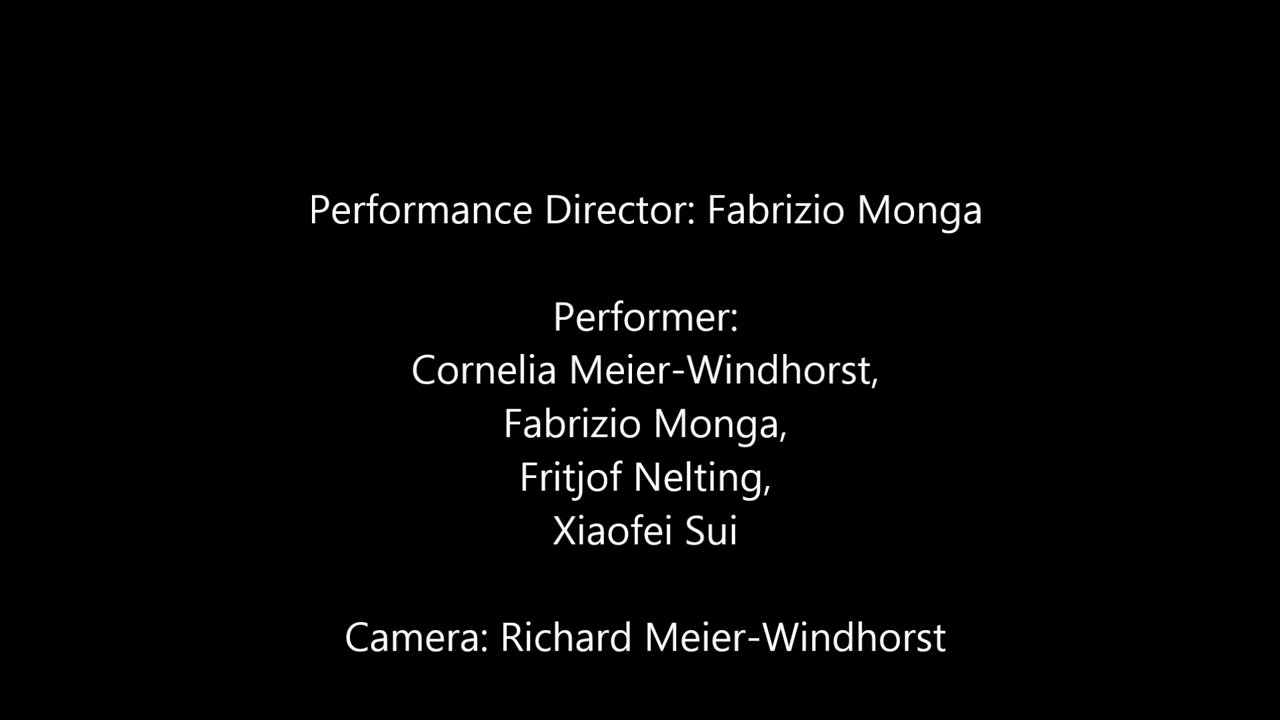 Performance Director: Fabrizio Monga
Performer:
Cornelia Meier-Windhorst,
Fabrizio Monga,
Fritjof Nelting,
Xiaofei Sui
Camera: Richard Meier-Windhorst